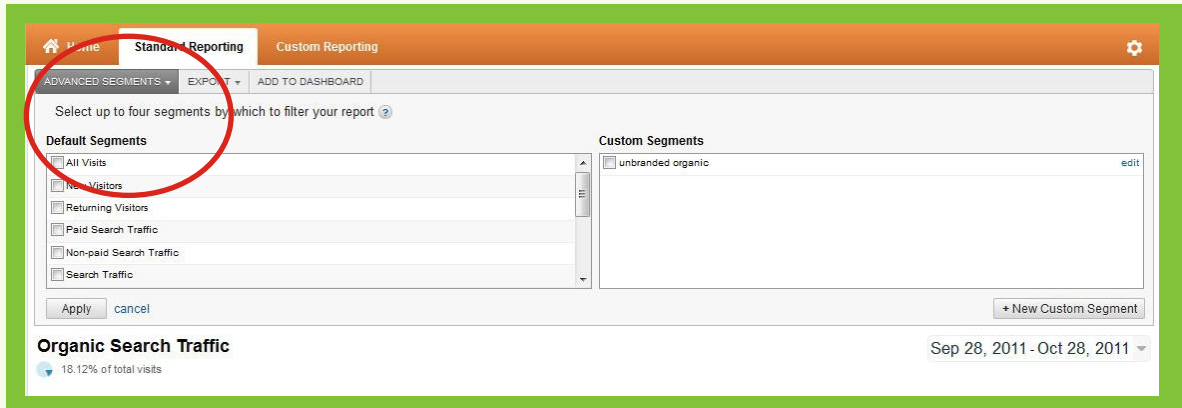 Home Standard Reporting Custom Reporting
ADVANCED SEGMENTS EXPORT ADD TO DASHBOARD
Select up to four segments by which to filter your report ?
Default Segments Custom Segments
All Visits unbranded organic edit
New Visitors
Returning Visitors
Paid Search Traffic
Non-paid Search Traffic
Search Traffic
Apply cancel + New Custom Segment
Organic Search Traffic Sep 28, 2011 - Oct 28, 2011
18.12% of total visits